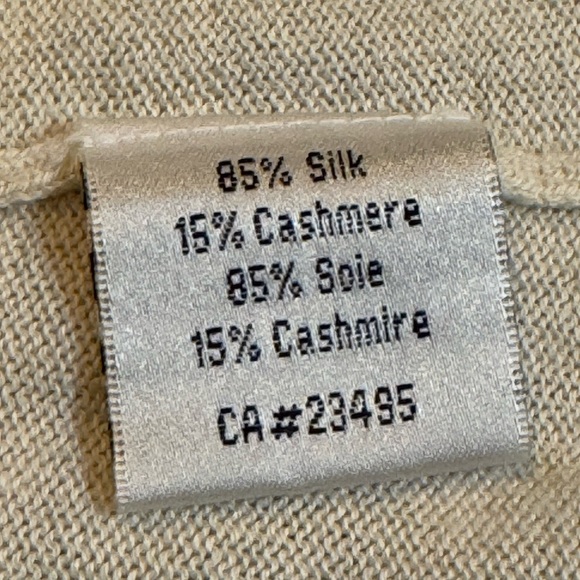 85% Silk
15% Cashmere
85% Soie
15% Cashmire
CA#23495